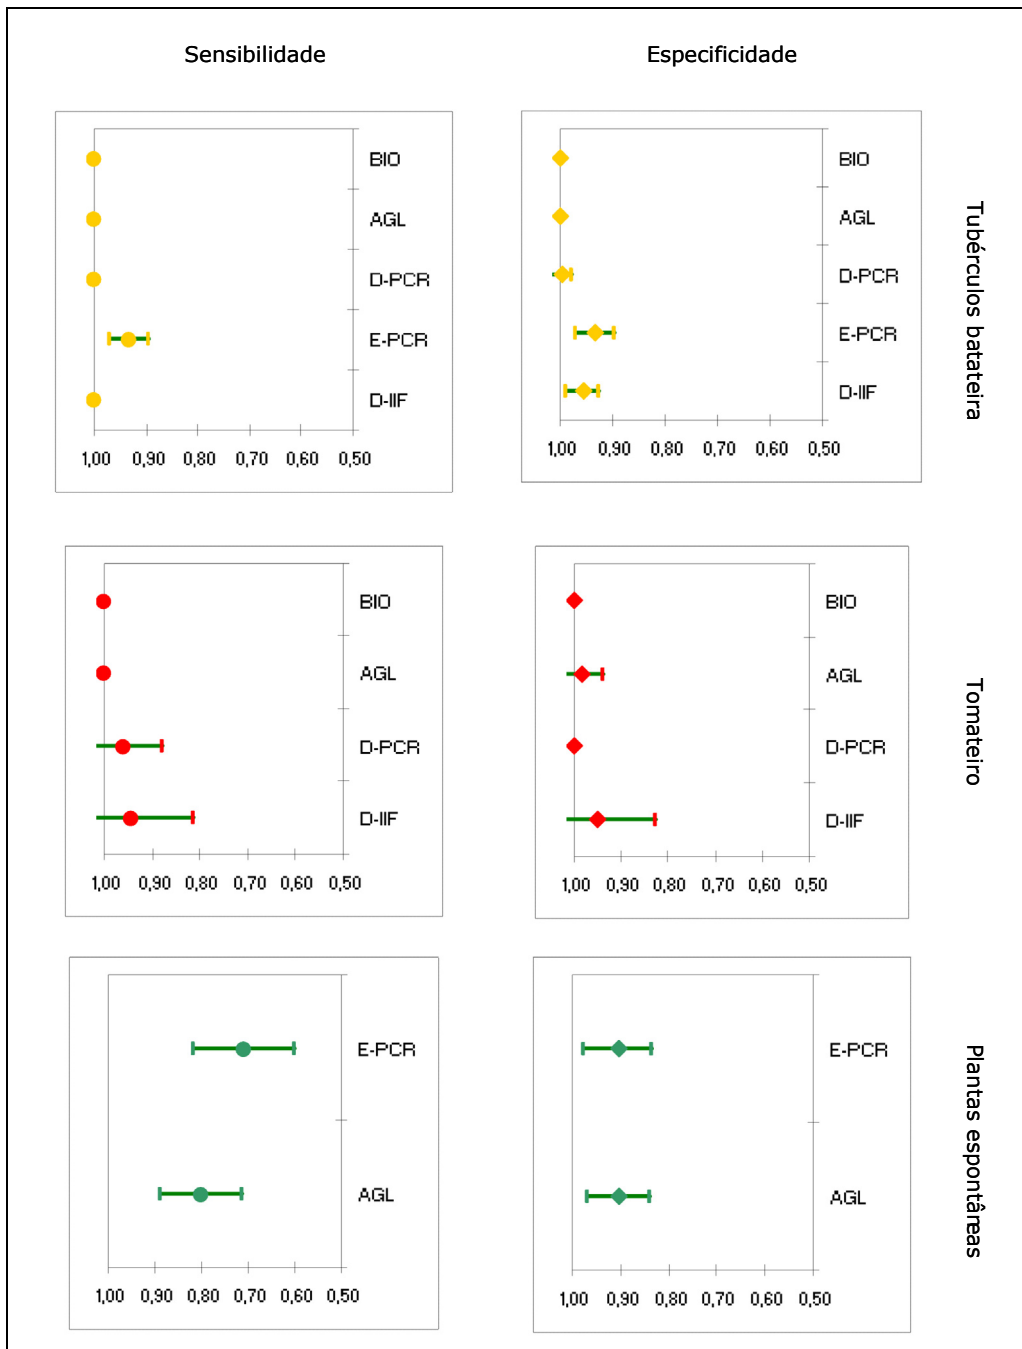 Sensibilidade
Especificidade
BIO
AGL
D-PCR
E-PCR
D-IIF
1,00 0,90 0,80 0,70 0,60 0,50
BIO
AGL
D-PCR
E-PCR
D-IIF
1,00 0,90 0,80 0,70 0,60 0,50
Tubérculos batateira
BIO
AGL
D-PCR
D-IIF
1,00 0,90 0,80 0,70 0,60 0,50
BIO
AGL
D-PCR
D-IIF
1,00 0,90 0,80 0,70 0,60 0,50
Tomateiro
E-PCR
AGL
1,00 0,90 0,80 0,70 0,60 0,50
E-PCR
AGL
1,00 0,90 0,80 0,70 0,60 0,50
Plantas espontâneas